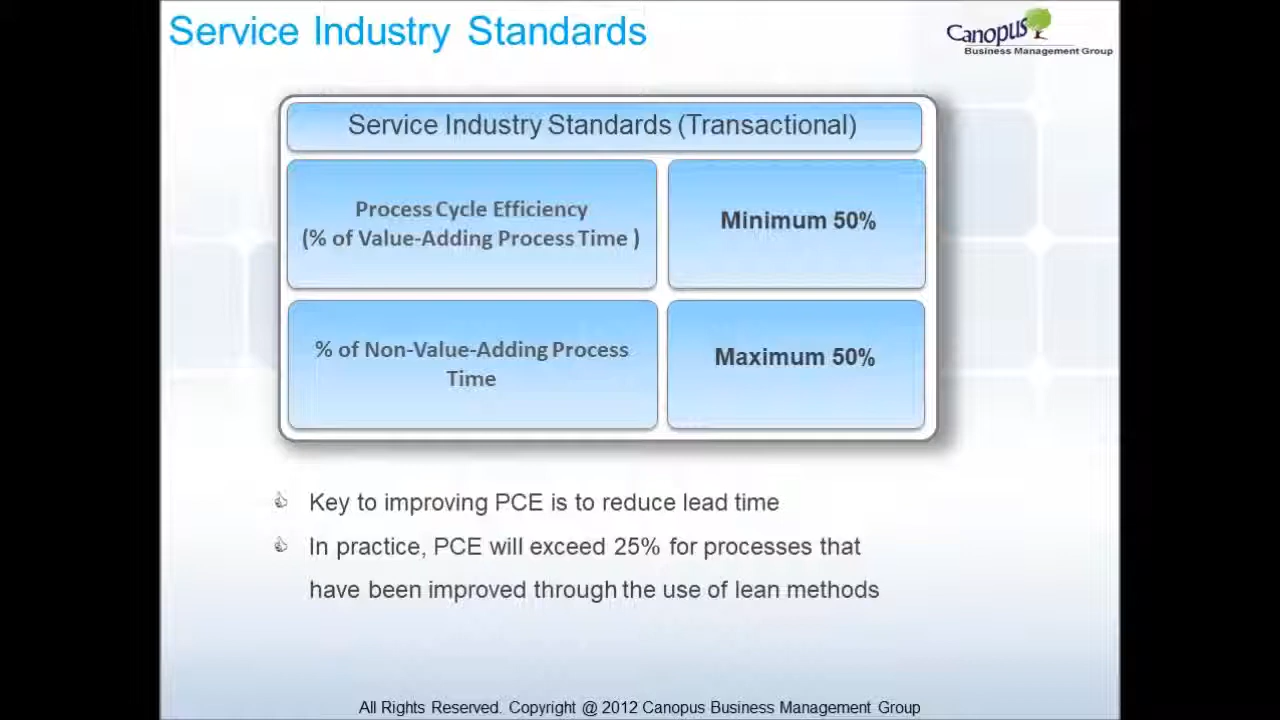 Service Industry Standards
Canopus
Business Management Group
Service Industry Standards (Transactional)
Process Cycle Efficiency
(% of Value-Adding Process Time )
Minimum 50%
% of Non-Value-Adding Process
Time
Maximum 50%
Key to improving PCE is to reduce lead time
In practice, PCE will exceed 25% for processes that
have been improved through the use of lean methods
All Rights Reserved. Copyright @ 2012 Canopus Business Management Group